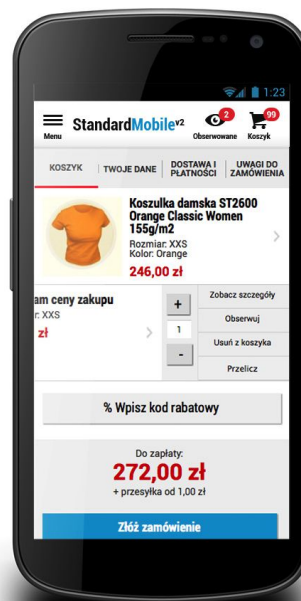 1:23
Menu
StandardMobile v2
2
Obserwowane
99
Koszyk
KOSZYK
TWOJE DANE
DOSTAWA I
PŁATNOŚCI
UWAGI DO
ZAMÓWIENIA
Koszulka damska ST2600
Orange Classic Women
155g/m2
Rozmiar: XXS
Kolor: Orange
246,00 zł
am ceny zakupu
r: XXS
zł
+
1
-
Zobacz szczegóły
Obserwuj
Usuń z koszyka
Przelicz
% Wpisz kod rabatowy
Do zapłaty:
272,00 zł
+ przesyłka od 1,00 zł
Złóż zamówienie